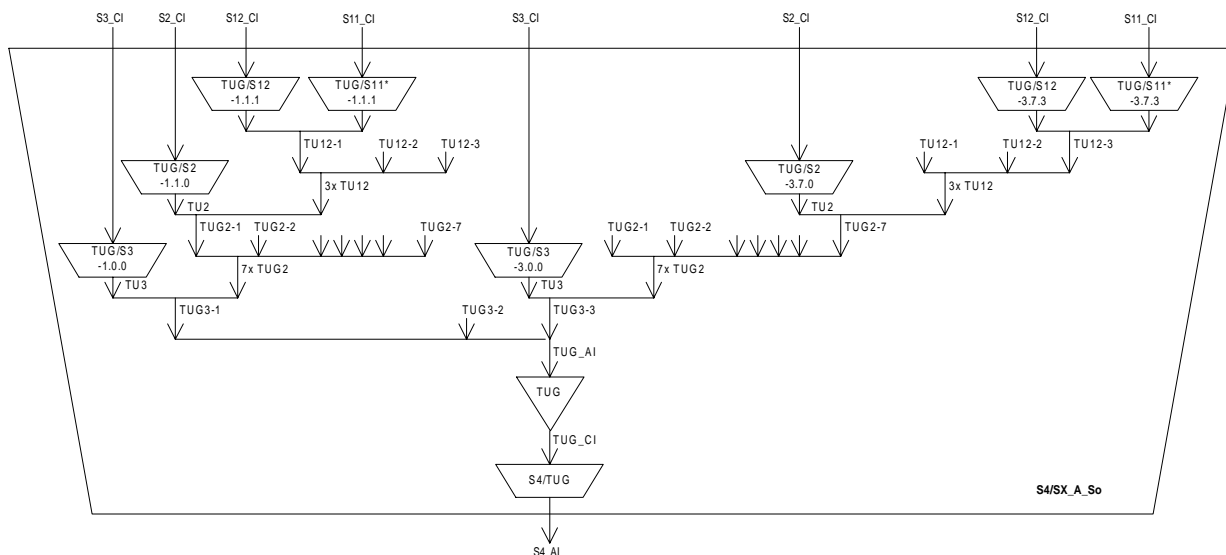 S3_CI S2_CI S12_CI S11_CI S3_CI S2_CI S12_CI S11_CI
TUG/S12 TUG/S11* TUG/S12 TUG/S11*
-1.1.1 -1.1.1 -3.7.3 -3.7.3
TU12-1 TU12-2 TU12-3 TU12-1 TU12-2 TU12-3
TUG/S2 TUG/S2
-1.1.0 -3.7.0
3x TU12 3x TU12
TU2 TU2
TUG2-1 TUG2-2 TUG2-7 TUG2-1 TUG2-2 TUG2-7
TUG/S3 TUG/S3
-1.0.0 -3.0.0
7x TUG2 7x TUG2
TU3 TU3
TUG3-1 TUG3-2 TUG3-3
TUG_AI
TUG
TUG_CI
S4/TUG
S4/SX_A_So
S4_AI